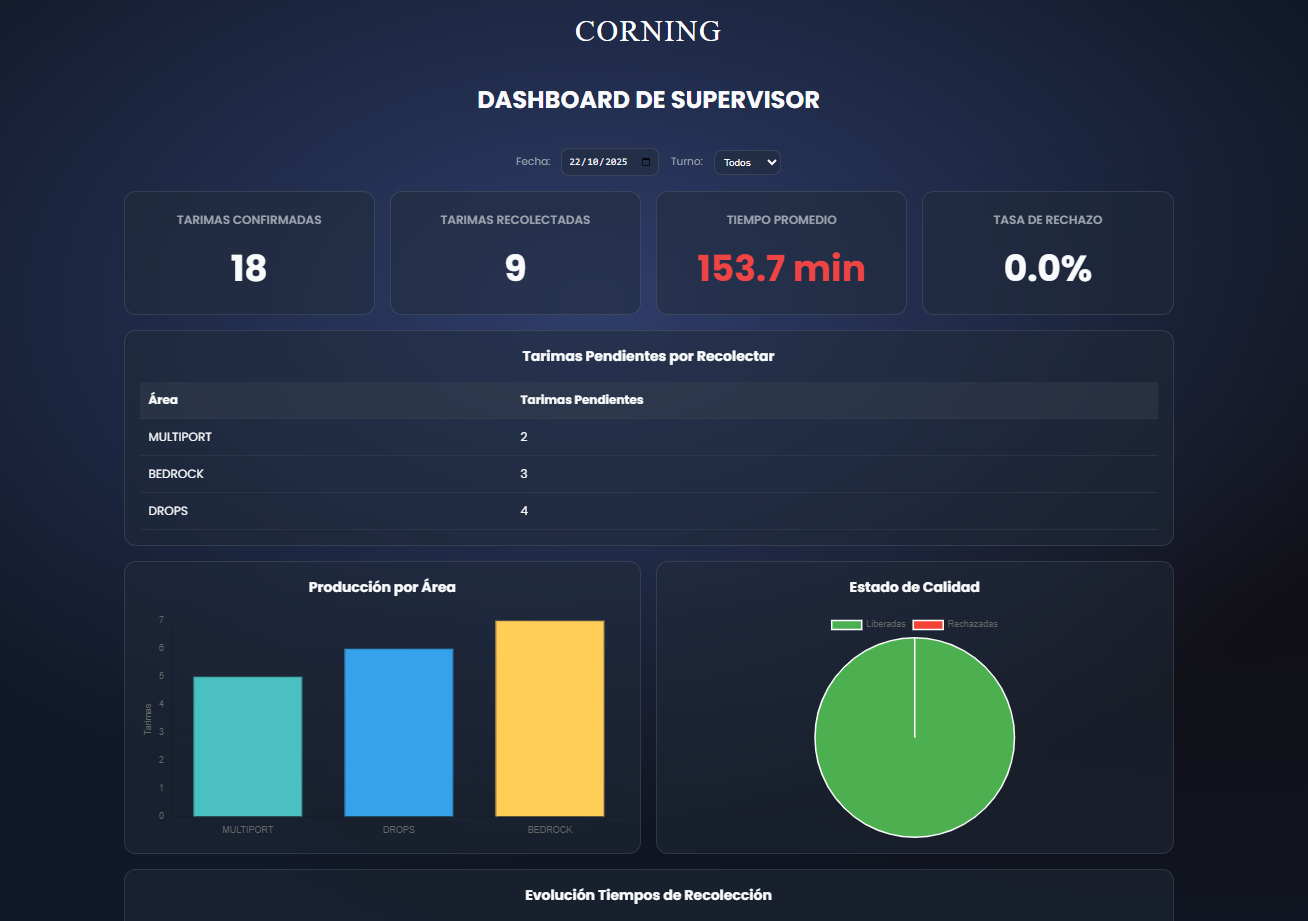 CORNING
DASHBOARD DE SUPERVISOR
Fecha: 22/10/2025 Turno: Todos
TARIMAS CONFIRMADAS
18
TARIMAS RECOLECTADAS
9
TIEMPO PROMEDIO
153.7 min
TASA DE RECHAZO
0.0%
Tarimas Pendientes por Recolectar
Área Tarimas Pendientes
MULTIPORT 2
BEDROCK 3
DROPS 4
Producción por Área
7
6
5
4
3
2
1
0
Tarimas
MULTIPORT DROPS BEDROCK
Estado de Calidad
Liberadas Rechazadas
Evolución Tiempos de Recolección